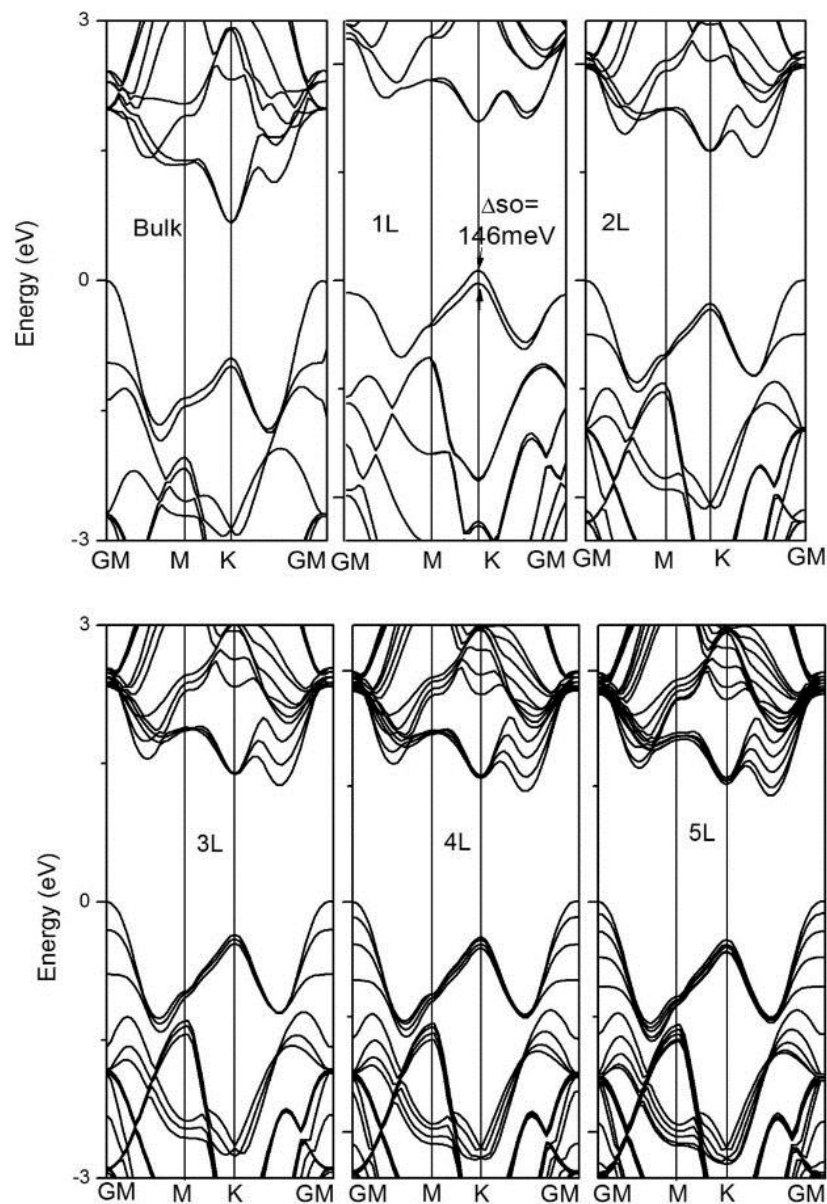 3
0
-3
Energy (eV)
Bulk
1L
Δso=
146meV
2L
GM M K GM
GM M K GM
GM M K GM
3
0
-3
Energy (eV)
3L
4L
5L
GM M K GM
GM M K GM
GM M K GM